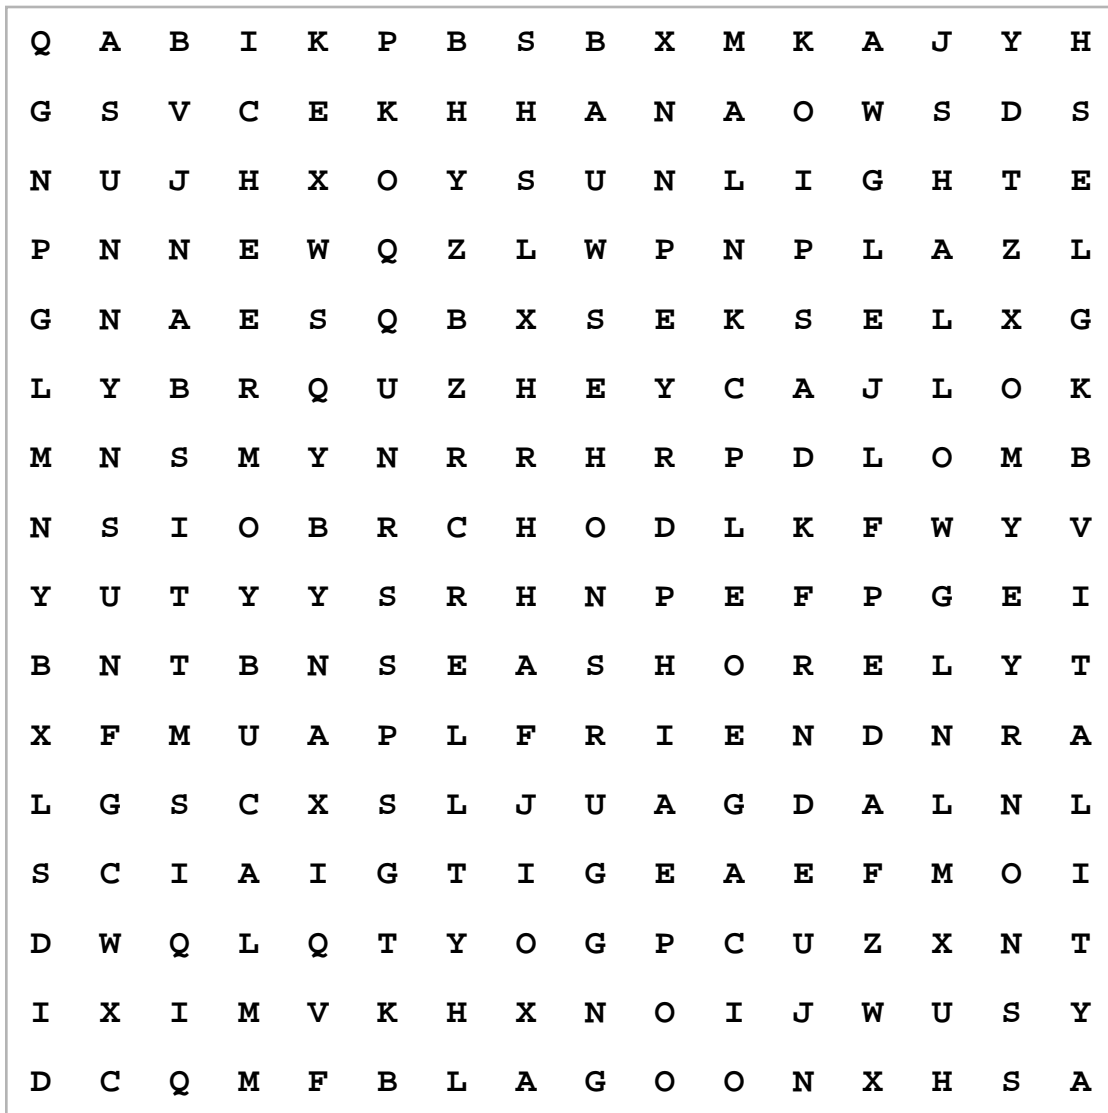 Q A B I K P B S B X M K A J Y H
G S V C E K H H A N A O W S D S
N U J H X O Y S U N L I G H T E
P N N E W Q Z L W P N P L A Z L
G N A E S Q B X S E K S E L X G
L Y B R Q U Z H E Y C A J L O K
M N S M Y N R R H R P D L O M B
N S I O B R C H O D L K F W Y V
Y U T Y Y S R H N P E F P G E I
B N T B N S E A S H O R E L Y T
X F M U A P L F R I E N D N R A
L G S C X S L J U A G D A L N L
S C I A I G T I G E A E F M O I
D W Q L Q T Y O G P C U Z X N T
I X I M V K H X N O I J W U S Y
D C Q M F B L A G O O N X H S A